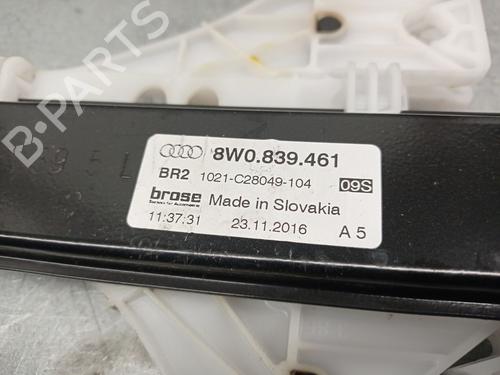 8W0.839.461
BR2 1021-C28049-104
09S
brose Made in Slovakia
11:37:31 23.11.2016 A 5
B-PARTS